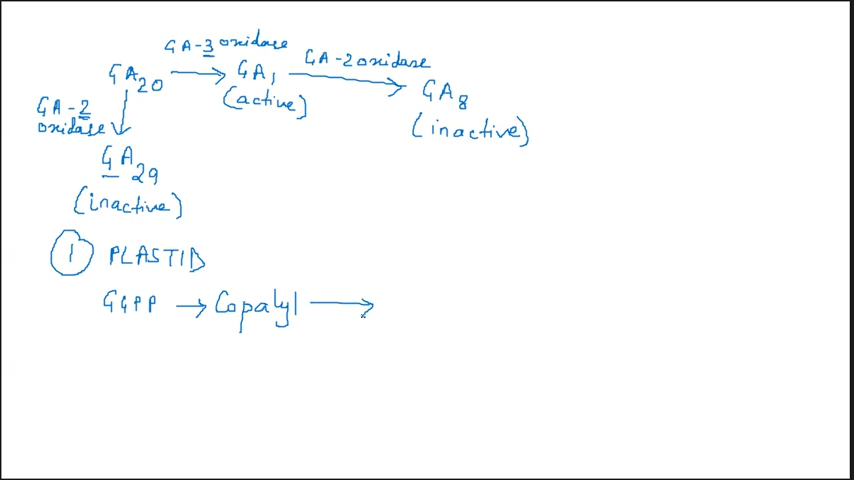 GA-3 oxidase GA-2 oxidase
GA20 → GA1 → GA8
(active) (inactive)
GA-2
oxidase
GA29
(inactive)
1 PLASTID
GGPP → Copalyl →